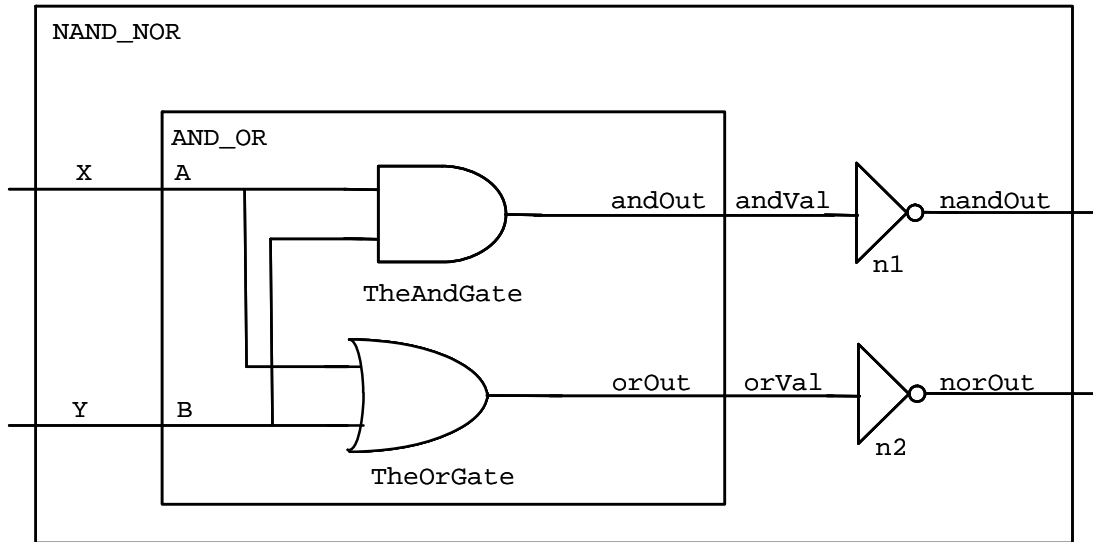 NAND_NOR
AND_OR
X
A
andOut
andVal
nandOut
n1
TheAndGate
orOut
orVal
norOut
Y
B
n2
TheOrGate